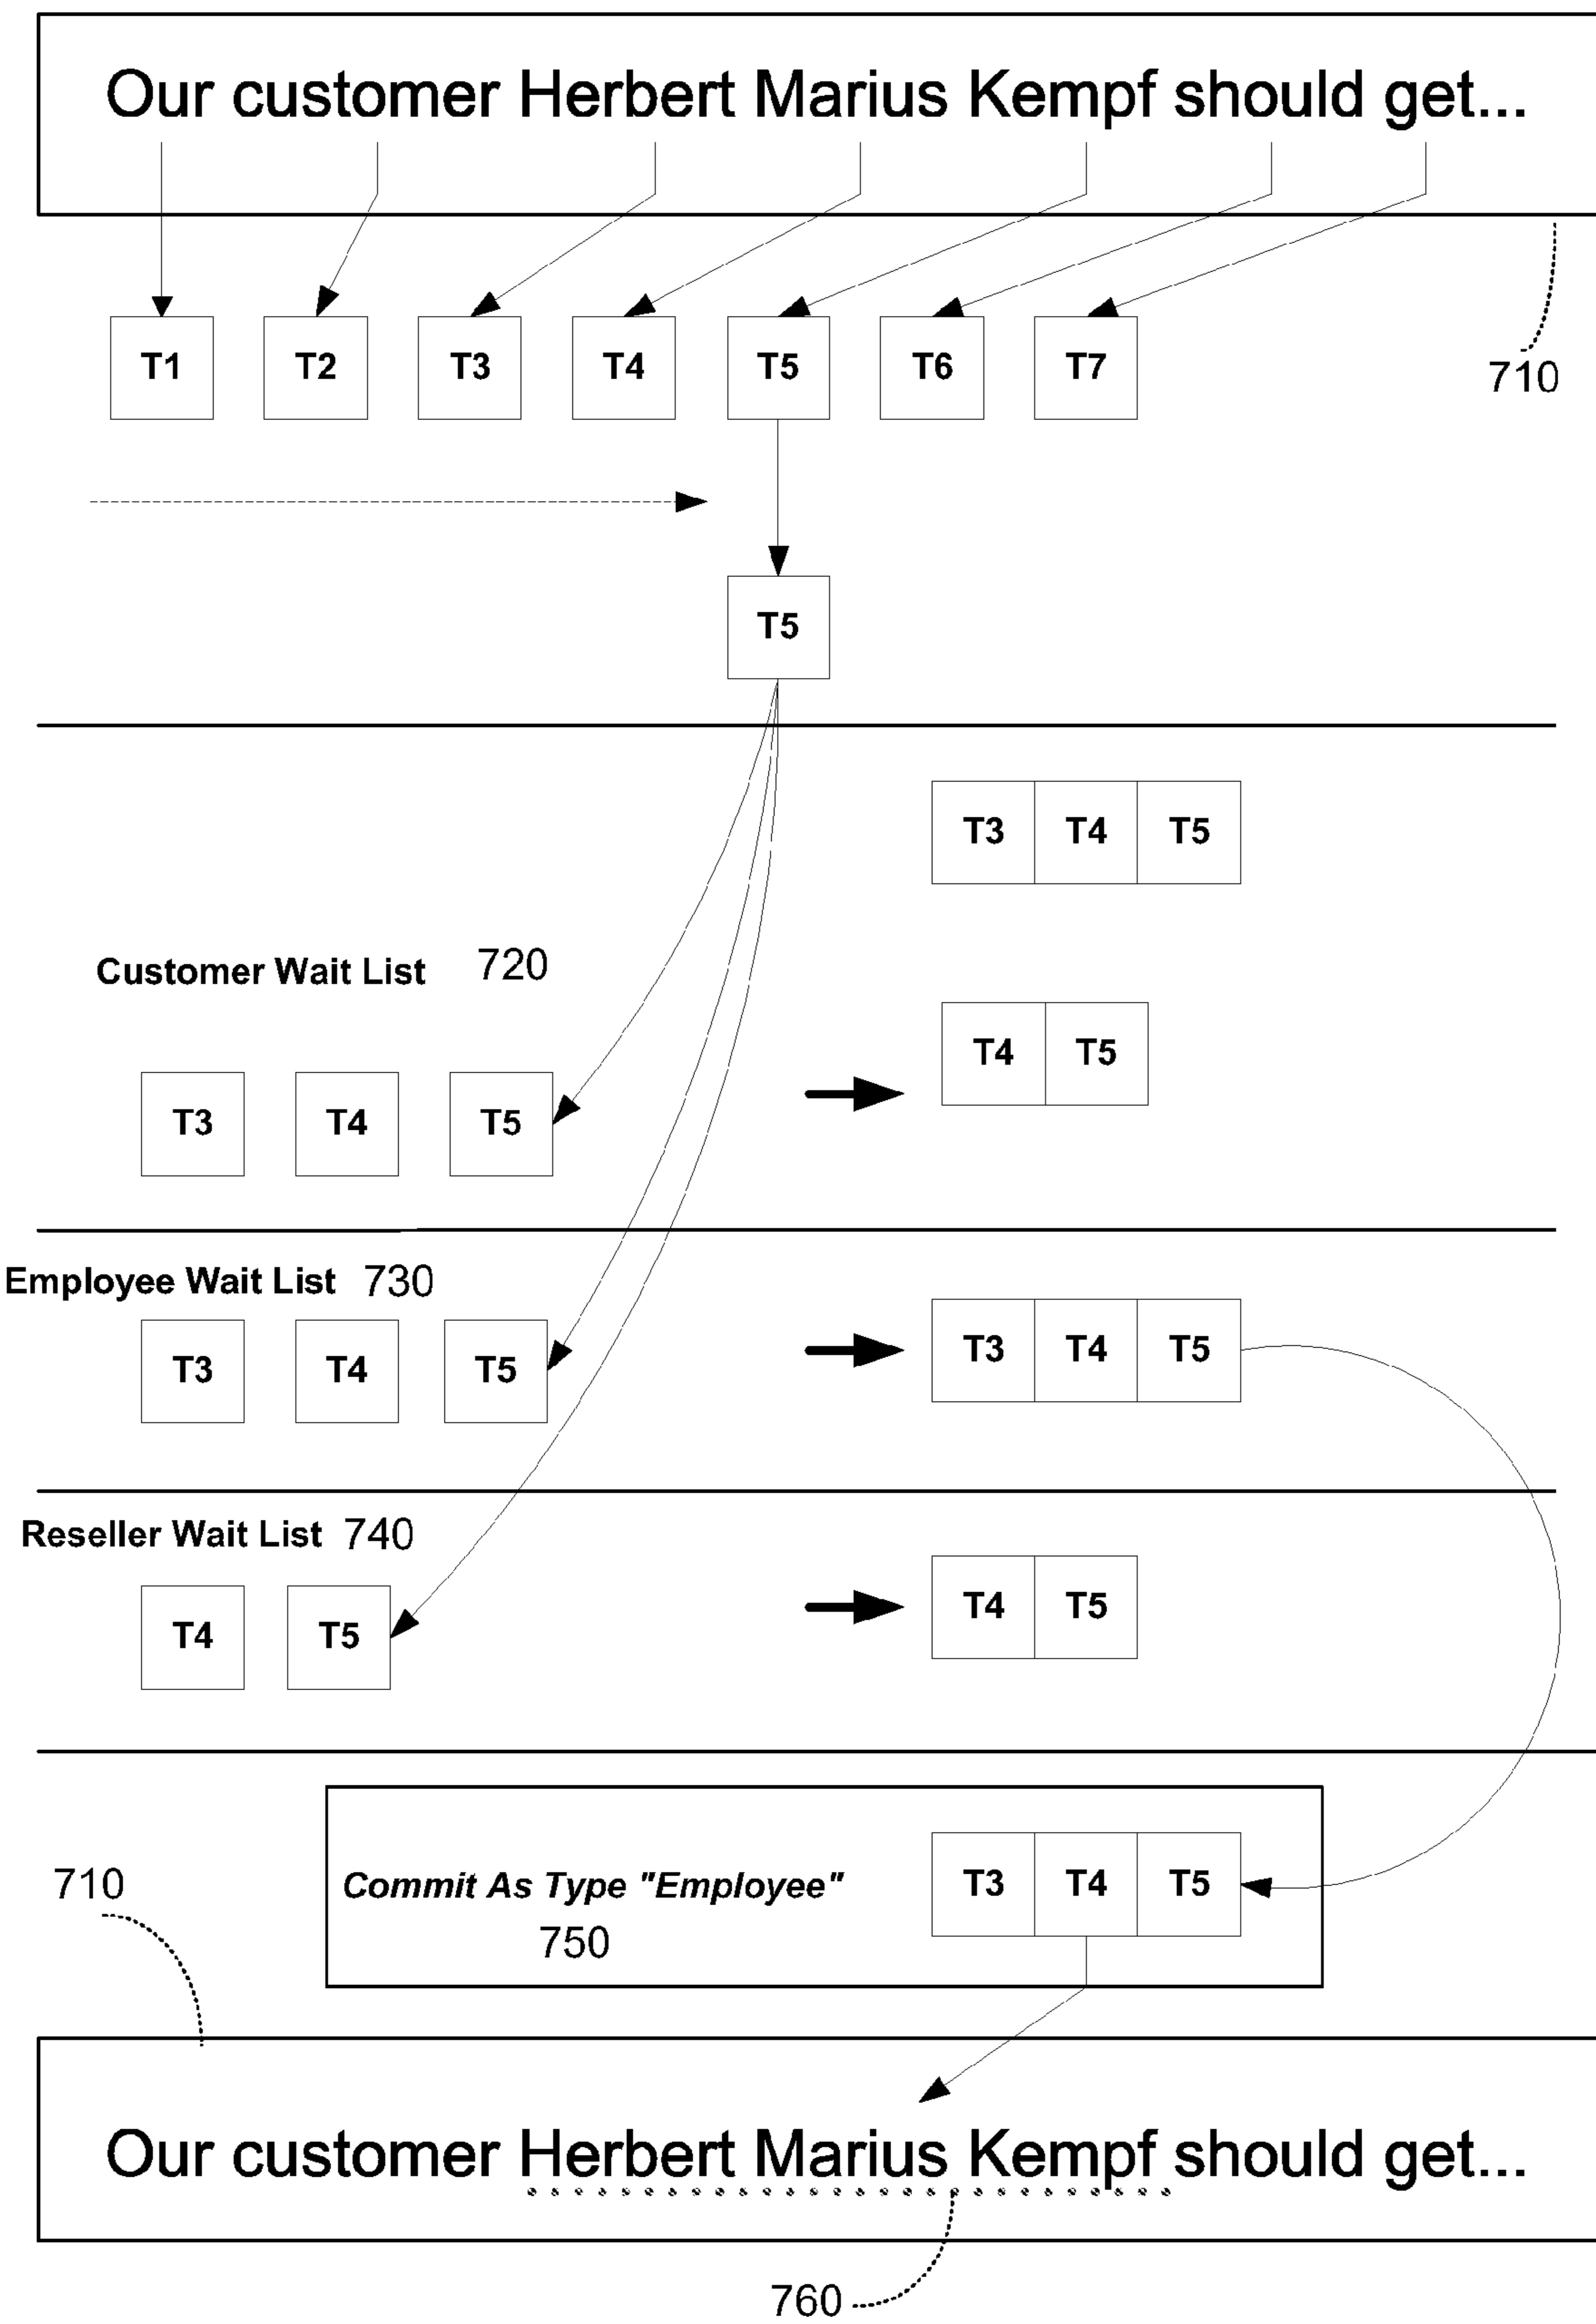 Our customer Herbert Marius Kempf should get...
T1 T2 T3 T4 T5 T6 T7
710
T5
T3 T4 T5
Customer Wait List 720
T4 T5
T3 T4 T5
Employee Wait List 730
T3 T4 T5 T3 T4 T5
Reseller Wait List 740
T4 T5 T4 T5
710
Commit As Type "Employee" T3 T4 T5
750
Our customer Herbert Marius Kempf should get...
760